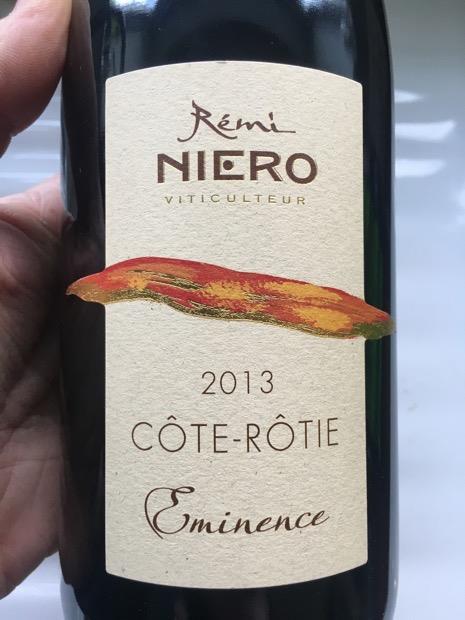 Rémi
NIERO
VITICULTEUR
2013
CÔTE-RÔTIE
Eminence